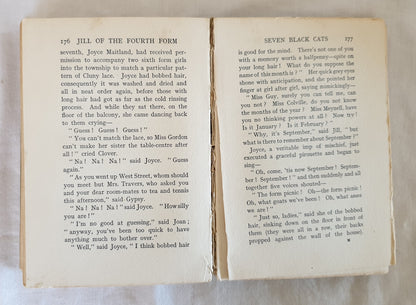 176 JILL OF THE FOURTH FORM
seventh, Joyce Maitland, had received per-
mission to accompany two sixth form girls
into the township to match a particular pat-
tern of Cluny lace. Joyce had bobbed hair,
consequently it was washed and dried and
all in neat order again, before those with
long hair had got as far as the cold rinsing
process. And while they sat there, on the
floor of the balcony, she came dancing back
to them crying—
"Guess! Guess! Guess!"
"You can't match the lace, so Miss Gordon
can't make her sister the table-centre after
all!" cried Clover.
"Na! Na! Na!" said Joyce. "Guess
again."
"As you went up West Street, whom should
you meet but Mrs. Travers, who asked you
and your dear room-mates to tea and tennis
this afternoon," said Gypsy.
"Na! Na! Na!" said Joyce. "How silly
you are!"
"I'm no good at guessing," said Joan;
"anyway, you've been too quick to have
anything much to bother over."
"Well," said Joyce, "I think bobbed hair
SEVEN BLACK CATS 177
is good for the mind. There's not one of you
with a memory worth a halfpenny—spite on
your long hair! What do you suppose the
name of this month is?" Her quick grey eyes
shone with anticipation, and she pointed her
finger at girl after girl, saying mimickingly—
"Miss Guy, surely you can tell me, can
you not? Miss Colville, do you not know
the months of the year? Miss Meynell, have
you no thinking powers at all? Now try!
Is it January? Is it February?"
"Why, it's September," said Jill, "but
what is there to remember about September?"
Joyce, a veritable imp of mischief, just
executed a graceful pirouette and began to
sing—
"Oh, come, 'tis now September! Sep-
tember! September!" and then suddenly and all
together five voices shouted—
"The form picnic! Oh—the form picnic!
Oh, what goats we've been! Oh, what asses
we are!"
"Just so, ladies," said she of the bobbed
hair, sinking down on the floor in front of
them (they were all in a row, their backs
propped against the wall of the house).
M